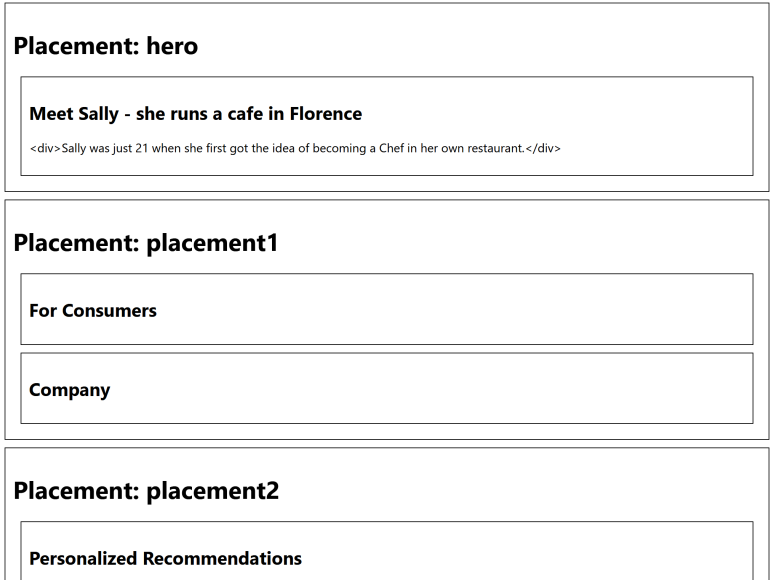 Placement: hero
Meet Sally - she runs a cafe in Florence
<div>Sally was just 21 when she first got the idea of becoming a Chef in her own restaurant.</div>
Placement: placement1
For Consumers
Company
Placement: placement2
Personalized Recommendations